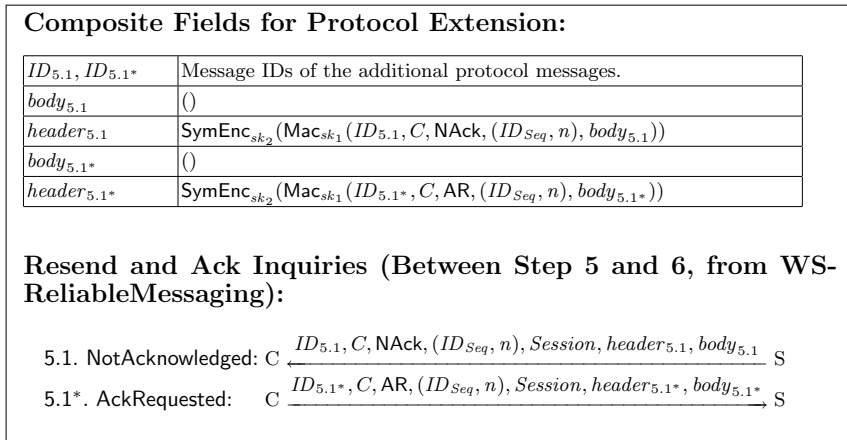 Composite Fields for Protocol Extension:
ID5.1, ID5.1* Message IDs of the additional protocol messages.
body5.1 ()
header5.1 SymEncsk2(Macsk1(ID5.1, C, NAck, (IDSeq, n), body5.1))
body5.1* ()
header5.1* SymEncsk2(Macsk1(ID5.1*, C, AR, (IDSeq, n), body5.1*))
Resend and Ack Inquiries (Between Step 5 and 6, from WS-
ReliableMessaging):
5.1. NotAcknowledged: C ID5.1, C, NAck, (IDSeq, n), Session, header5.1, body5.1 S
5.1*. AckRequested: C ID5.1*, C, AR, (IDSeq, n), Session, header5.1*, body5.1* S